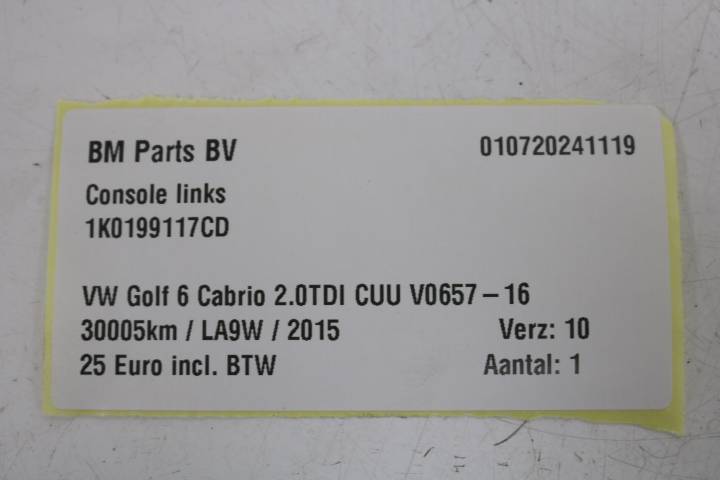 BM Parts BV 010720241119
Console links
1K0199117CD
VW Golf 6 Cabrio 2.0TDI CUU V0657 – 16
30005km / LA9W / 2015 Verz: 10
25 Euro incl. BTW Aantal: 1